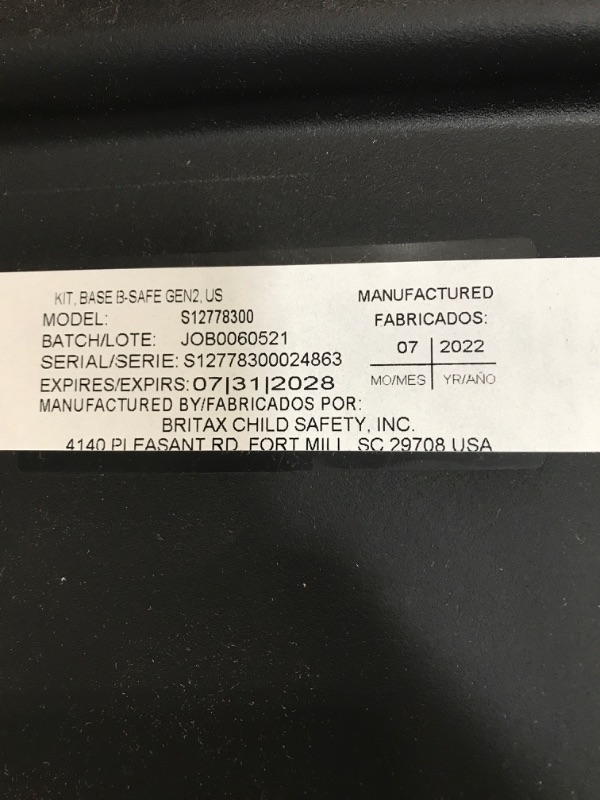 KIT, BASE B-SAFE GEN2, US
MODEL: S12778300
BATCH/LOTE: JOB0060521
SERIAL/SERIE: S12778300024863
EXPIRES/EXPIRS: 07|31|2028
MANUFACTURED BY/FABRICADOS POR:
BRITAX CHILD SAFETY, INC.
4140 PLEASANT RD, FORT MILL, SC 29708 USA
MANUFACTURED
FABRICADOS:
07 2022
MO/MES YR/AÑO